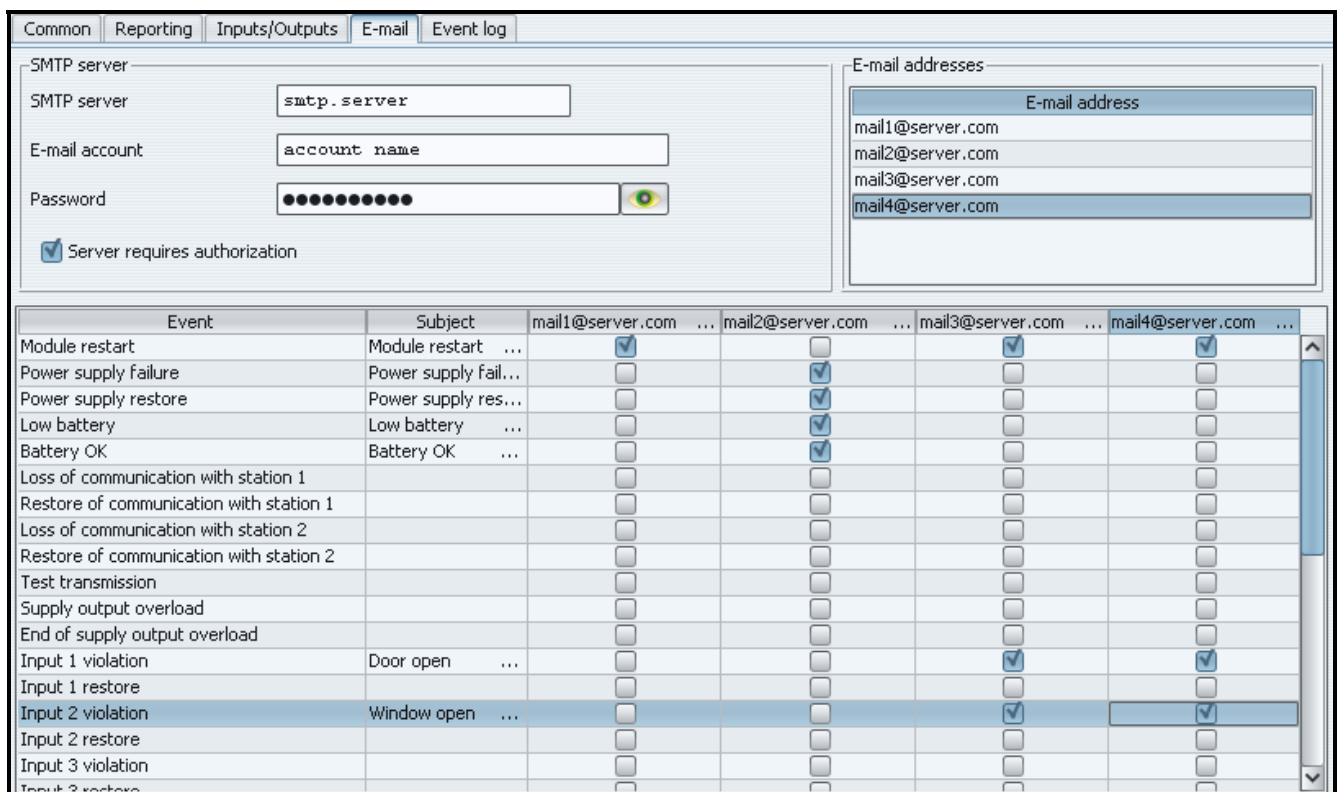 Common Reporting Inputs/Outputs E-mail Event log
SMTP server
SMTP server smtp.server
E-mail account account name
Password ●●●●●●●●●●
Server requires authorization
E-mail addresses
E-mail address
mail1@server.com
mail2@server.com
mail3@server.com
mail4@server.com
Event Subject mail1@server.com ... mail2@server.com ... mail3@server.com ... mail4@server.com ...
Module restart Module restart ...
Power supply failure Power supply fail...
Power supply restore Power supply res...
Low battery Low battery ...
Battery OK Battery OK ...
Loss of communication with station 1
Restore of communication with station 1
Loss of communication with station 2
Restore of communication with station 2
Test transmission
Supply output overload
End of supply output overload
Input 1 violation Door open ...
Input 1 restore
Input 2 violation Window open ...
Input 2 restore
Input 3 violation
Input 3 restore